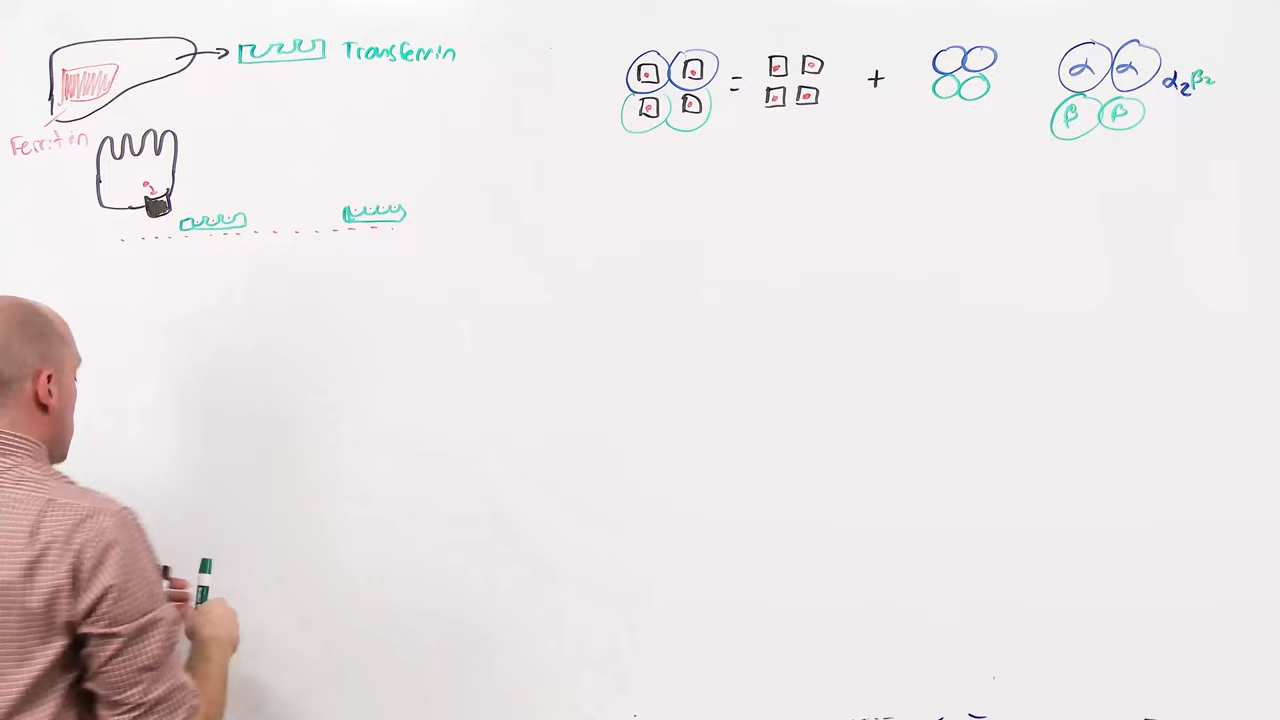 Transferrin
Ferritin
α α
α₂β₂
β β
= +